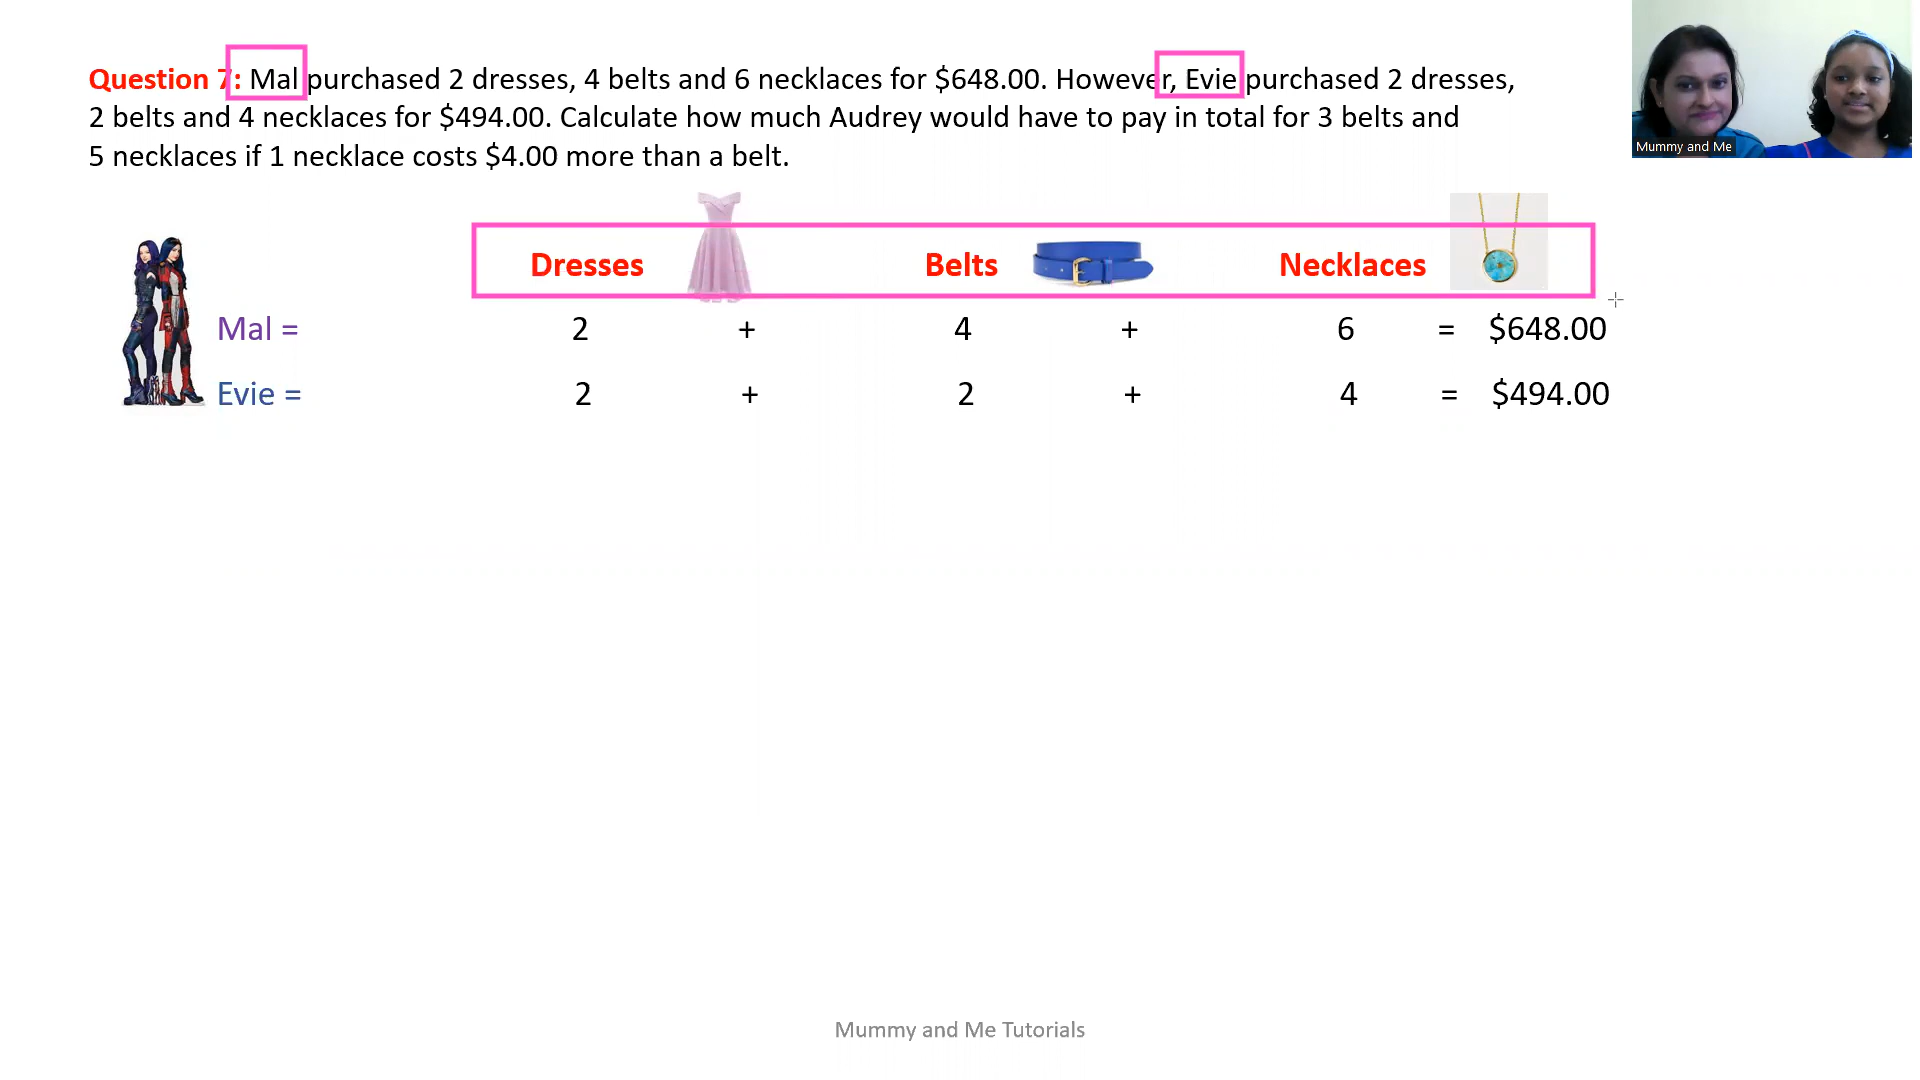 Question 7: Mal purchased 2 dresses, 4 belts and 6 necklaces for $648.00. However, Evie purchased 2 dresses,
2 belts and 4 necklaces for $494.00. Calculate how much Audrey would have to pay in total for 3 belts and
5 necklaces if 1 necklace costs $4.00 more than a belt.
Mummy and Me
Dresses Belts Necklaces
Mal = 2 + 4 + 6 = $648.00
Evie = 2 + 2 + 4 = $494.00
Mummy and Me Tutorials